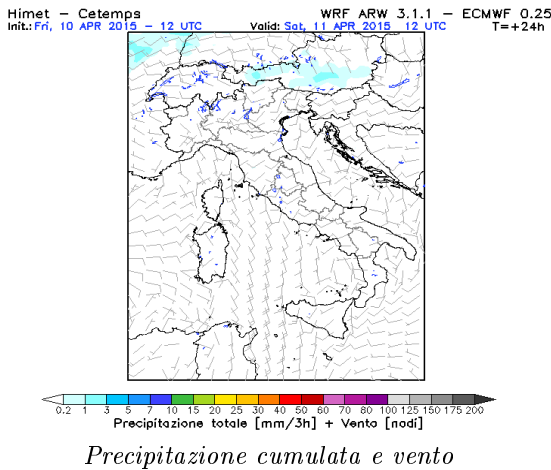 Himet – Cetemps WRF ARW 3.1.1 – ECMWF 0.25
Init.: Fri, 10 APR 2015 – 12 UTC Valid: Sat, 11 APR 2015 12 UTC T=+24h
0.2 1 3 5 7 10 15 20 25 30 40 50 60 70 80 100 125 150 175 200
Precipitazione totale [mm/3h] + Vento [nodi]
Precipitazione cumulata e vento